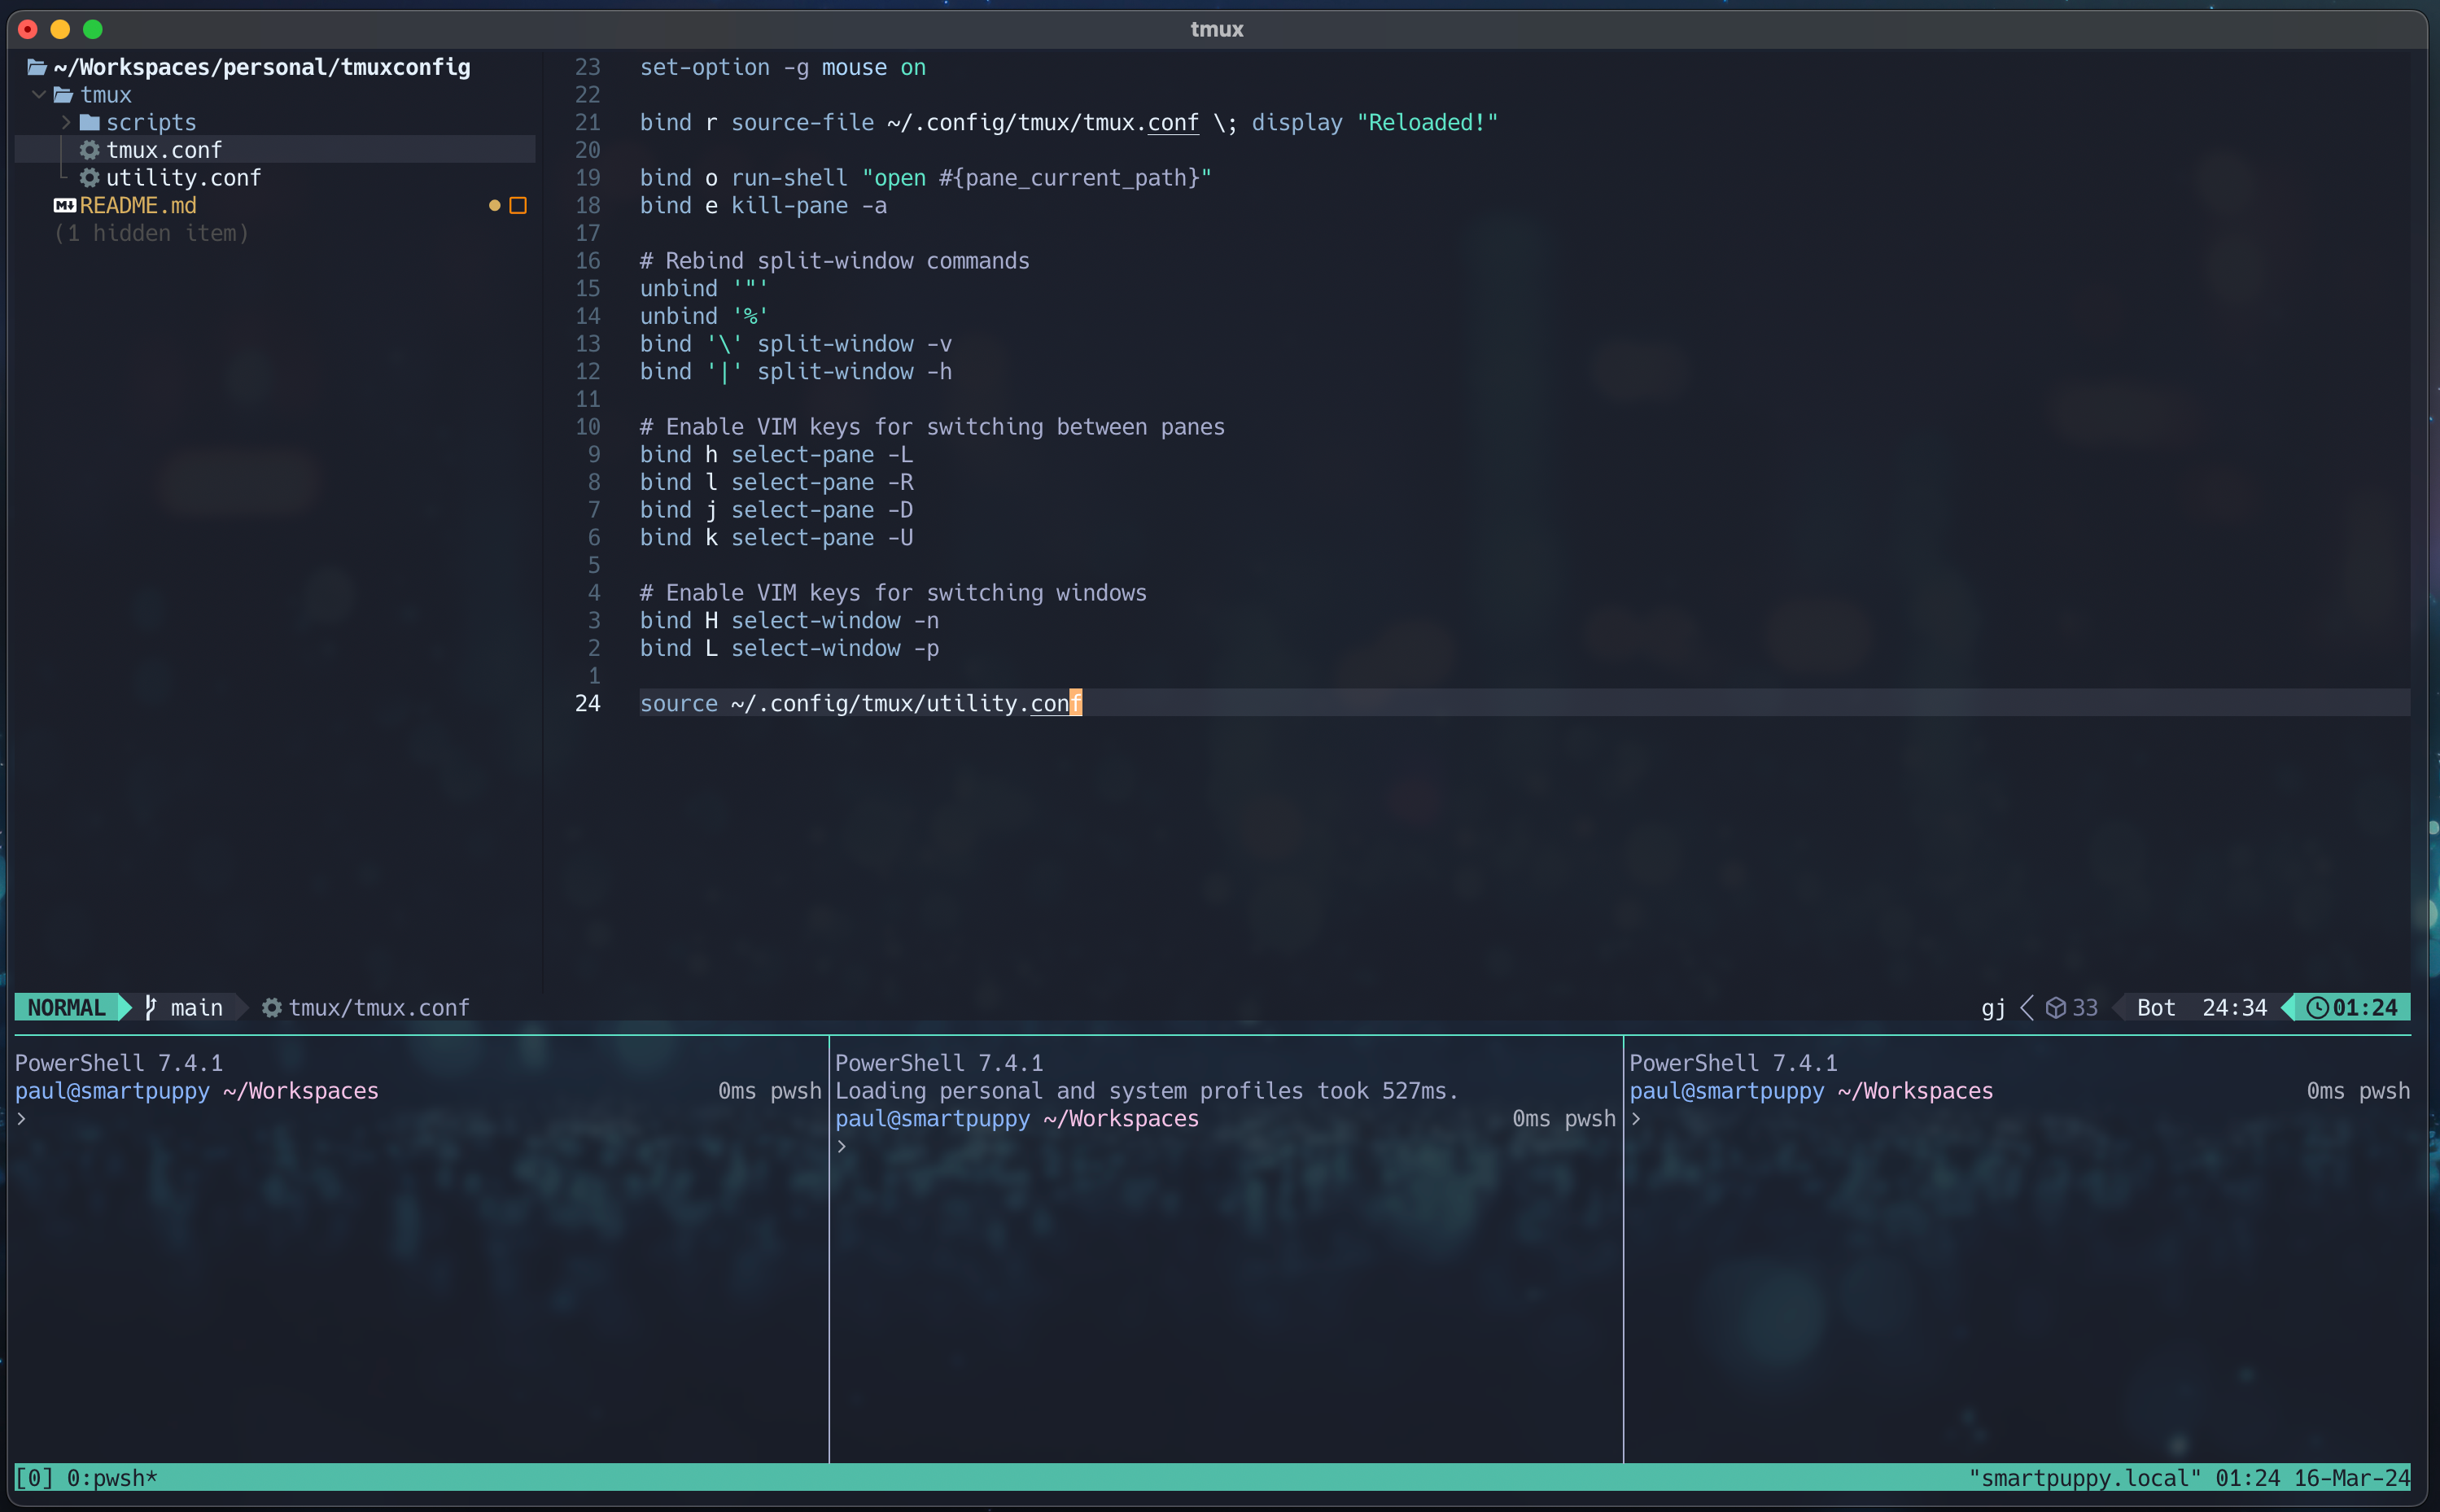 tmux
~/Workspaces/personal/tmuxconfig
tmux
scripts
tmux.conf
utility.conf
README.md
(1 hidden item)
23 set-option -g mouse on
22
21 bind r source-file ~/.config/tmux/tmux.conf \; display "Reloaded!"
20
19 bind o run-shell "open #{pane_current_path}"
18 bind e kill-pane -a
17
16 # Rebind split-window commands
15 unbind '"'
14 unbind '%'
13 bind '\' split-window -v
12 bind '|' split-window -h
11
10 # Enable VIM keys for switching between panes
9 bind h select-pane -L
8 bind l select-pane -R
7 bind j select-pane -D
6 bind k select-pane -U
5
4 # Enable VIM keys for switching windows
3 bind H select-window -n
2 bind L select-window -p
1
24 source ~/.config/tmux/utility.conf
NORMAL main tmux/tmux.conf gj 33 Bot 24:34 01:24
PowerShell 7.4.1
paul@smartpuppy ~/Workspaces 0ms pwsh
>
PowerShell 7.4.1
Loading personal and system profiles took 527ms.
paul@smartpuppy ~/Workspaces 0ms pwsh
>
PowerShell 7.4.1
paul@smartpuppy ~/Workspaces 0ms pwsh
>
[0] 0:pwsh* "smartpuppy.local" 01:24 16-Mar-24